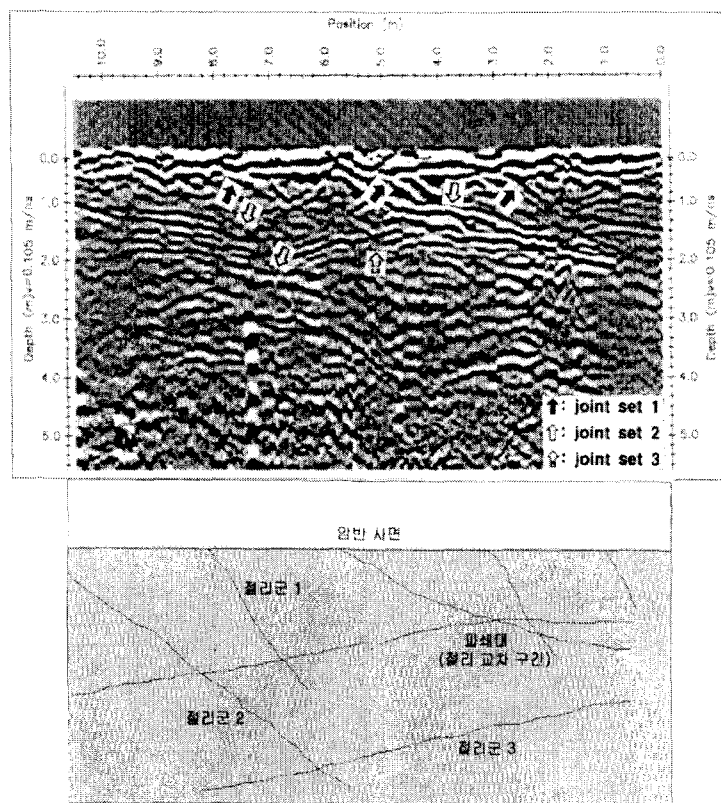 Position (m)
10.0 9.0 8.0 7.0 6.0 5.0 4.0 3.0 2.0 1.0 0.0
0.0 0.0
1.0 1.0
2.0 2.0
3.0 3.0
4.0 4.0
5.0 5.0
Depth (m)v=0.105 m/ns
Depth (m)v=0.105 m/ns
: joint set 1
: joint set 2
: joint set 3
암반 사면
절리군 1
파쇄대
(절리 교차 구간)
절리군 2
절리군 3